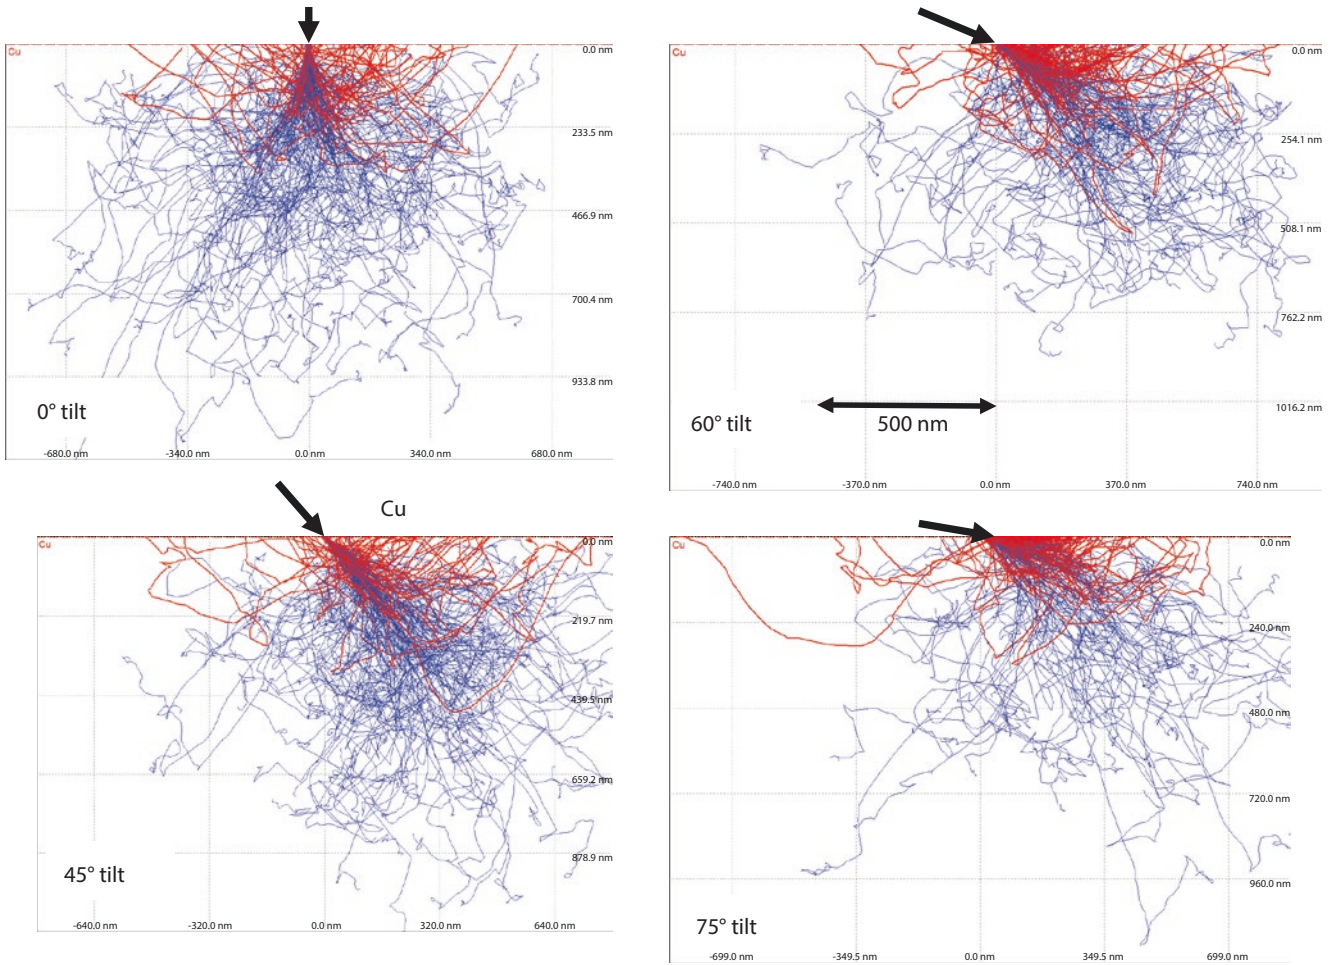 Cu
0.0 nm
233.5 nm
466.9 nm
700.4 nm
933.8 nm
0° tilt
-680.0 nm
-340.0 nm
0.0 nm
340.0 nm
680.0 nm
Cu
0.0 nm
254.1 nm
508.1 nm
762.2 nm
1016.2 nm
60° tilt
500 nm
-740.0 nm
-370.0 nm
0.0 nm
370.0 nm
740.0 nm
Cu
Cu
0.0 nm
219.7 nm
439.5 nm
659.2 nm
878.9 nm
45° tilt
-640.0 nm
-320.0 nm
0.0 nm
320.0 nm
640.0 nm
Cu
0.0 nm
240.0 nm
480.0 nm
720.0 nm
960.0 nm
75° tilt
-699.0 nm
-349.5 nm
0.0 nm
349.5 nm
699.0 nm